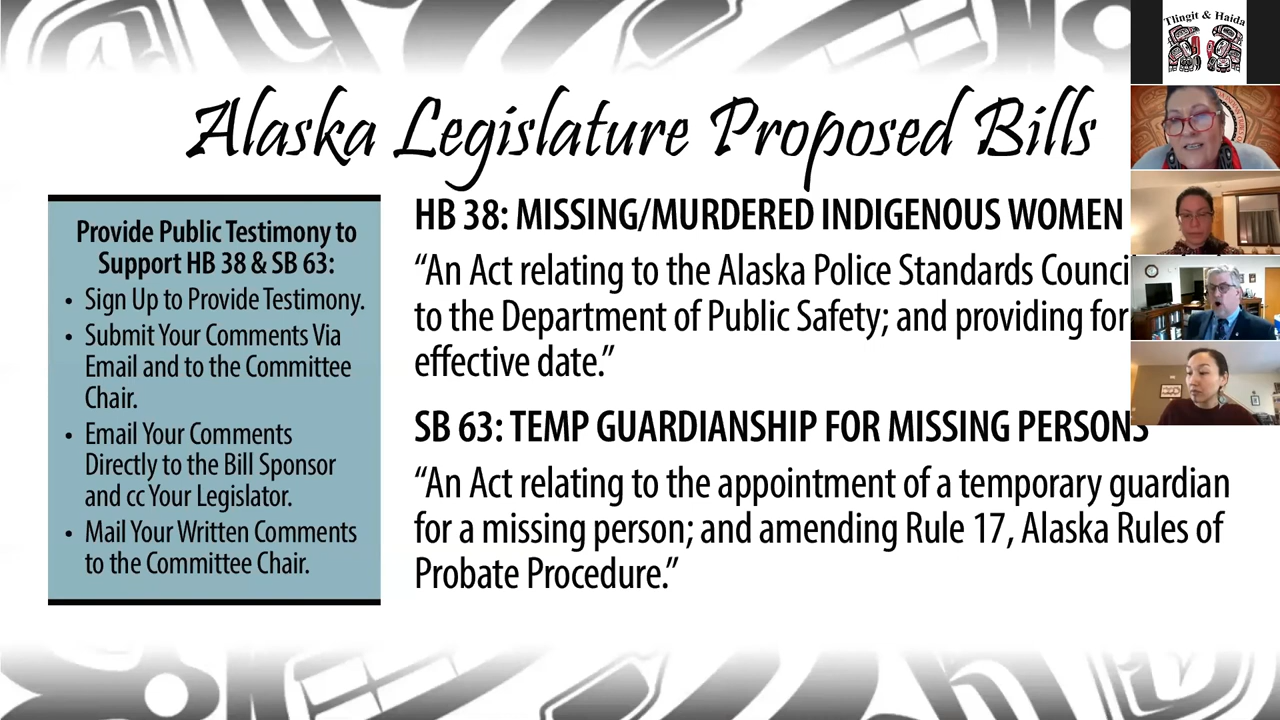 Alaska Legislature Proposed Bills
Tlingit & Haida
Provide Public Testimony to
Support HB 38 & SB 63:
• Sign Up to Provide Testimony.
• Submit Your Comments Via
Email and to the Committee
Chair.
• Email Your Comments
Directly to the Bill Sponsor
and cc Your Legislator.
• Mail Your Written Comments
to the Committee Chair.
HB 38: MISSING/MURDERED INDIGENOUS WOMEN
“An Act relating to the Alaska Police Standards Counci
to the Department of Public Safety; and providing for
effective date.”
SB 63: TEMP GUARDIANSHIP FOR MISSING PERSONS
“An Act relating to the appointment of a temporary guardian
for a missing person; and amending Rule 17, Alaska Rules of
Probate Procedure.”